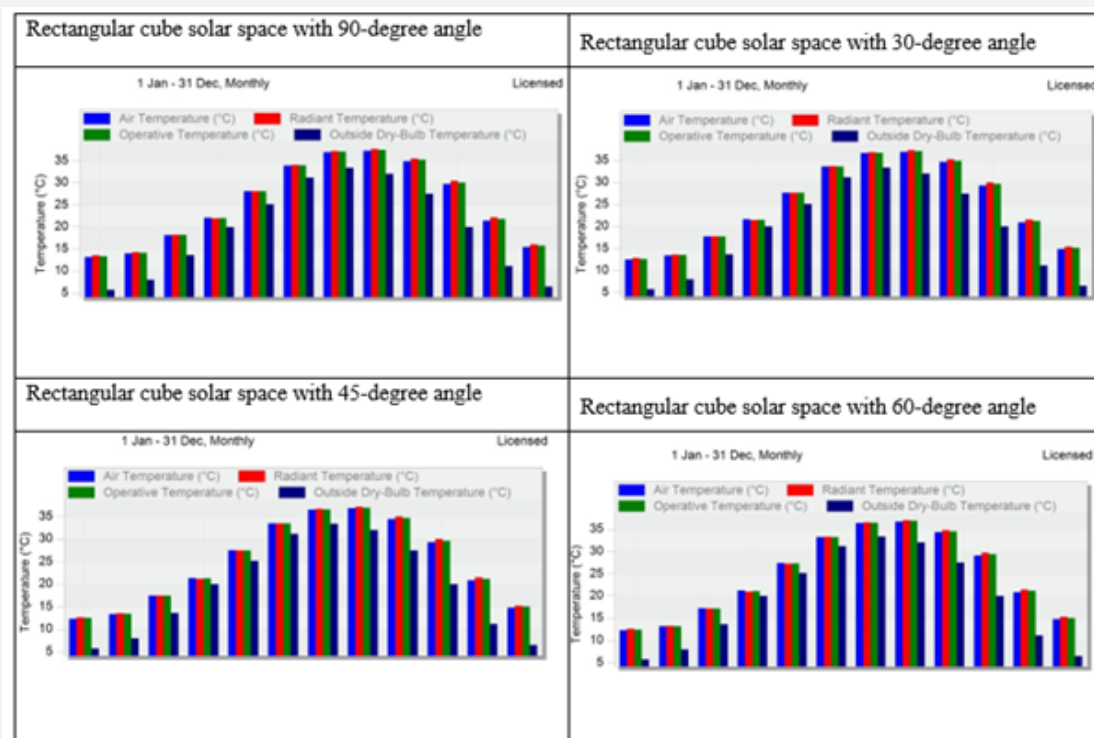 Rectangular cube solar space with 90-degree angle
1 Jan - 31 Dec, Monthly
Licensed
Air Temperature (°C)
Radiant Temperature (°C)
Operative Temperature (°C)
Outside Dry-Bulb Temperature (°C)
Temperature (°C)
35
30
25
20
15
10
5
Rectangular cube solar space with 30-degree angle
1 Jan - 31 Dec, Monthly
Licensed
Air Temperature (°C)
Radiant Temperature (°C)
Operative Temperature (°C)
Outside Dry-Bulb Temperature (°C)
Temperature (°C)
35
30
25
20
15
10
5
Rectangular cube solar space with 45-degree angle
1 Jan - 31 Dec, Monthly
Licensed
Air Temperature (°C)
Radiant Temperature (°C)
Operative Temperature (°C)
Outside Dry-Bulb Temperature (°C)
Temperature (°C)
35
30
25
20
15
10
5
Rectangular cube solar space with 60-degree angle
1 Jan - 31 Dec, Monthly
Licensed
Air Temperature (°C)
Radiant Temperature (°C)
Operative Temperature (°C)
Outside Dry-Bulb Temperature (°C)
Temperature (°C)
35
30
25
20
15
10
5